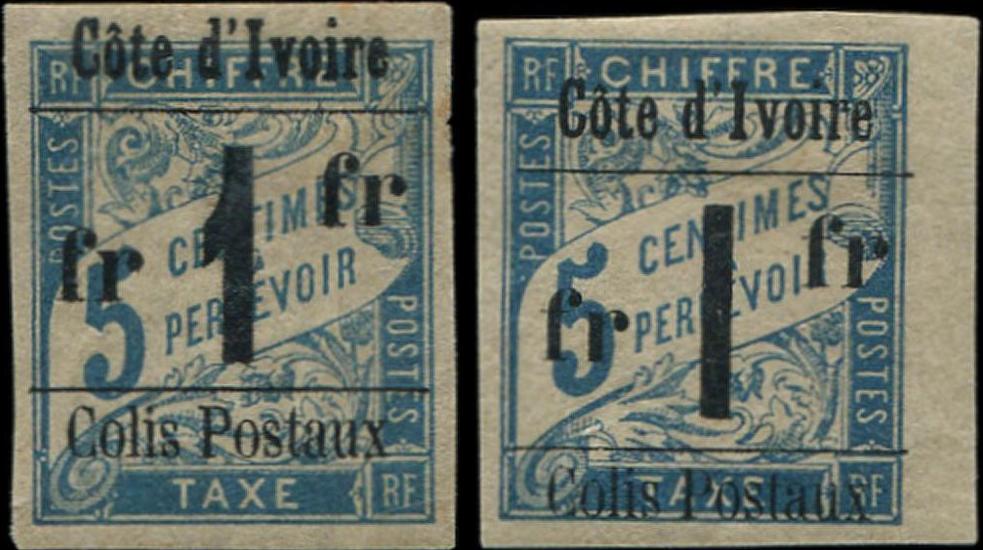 Côte d'Ivoire
RF CHIFFRE
POSTES
1
fr
fr
5 CENTIMES
À
PERCEVOIR
POSTES
Colis Postaux
TAXE RF
RF CHIFFRE
Côte d'Ivoire
POSTES
1
fr
fr
5 CENTIMES
À
PERCEVOIR
POSTES
Colis Postaux
TAXE RF